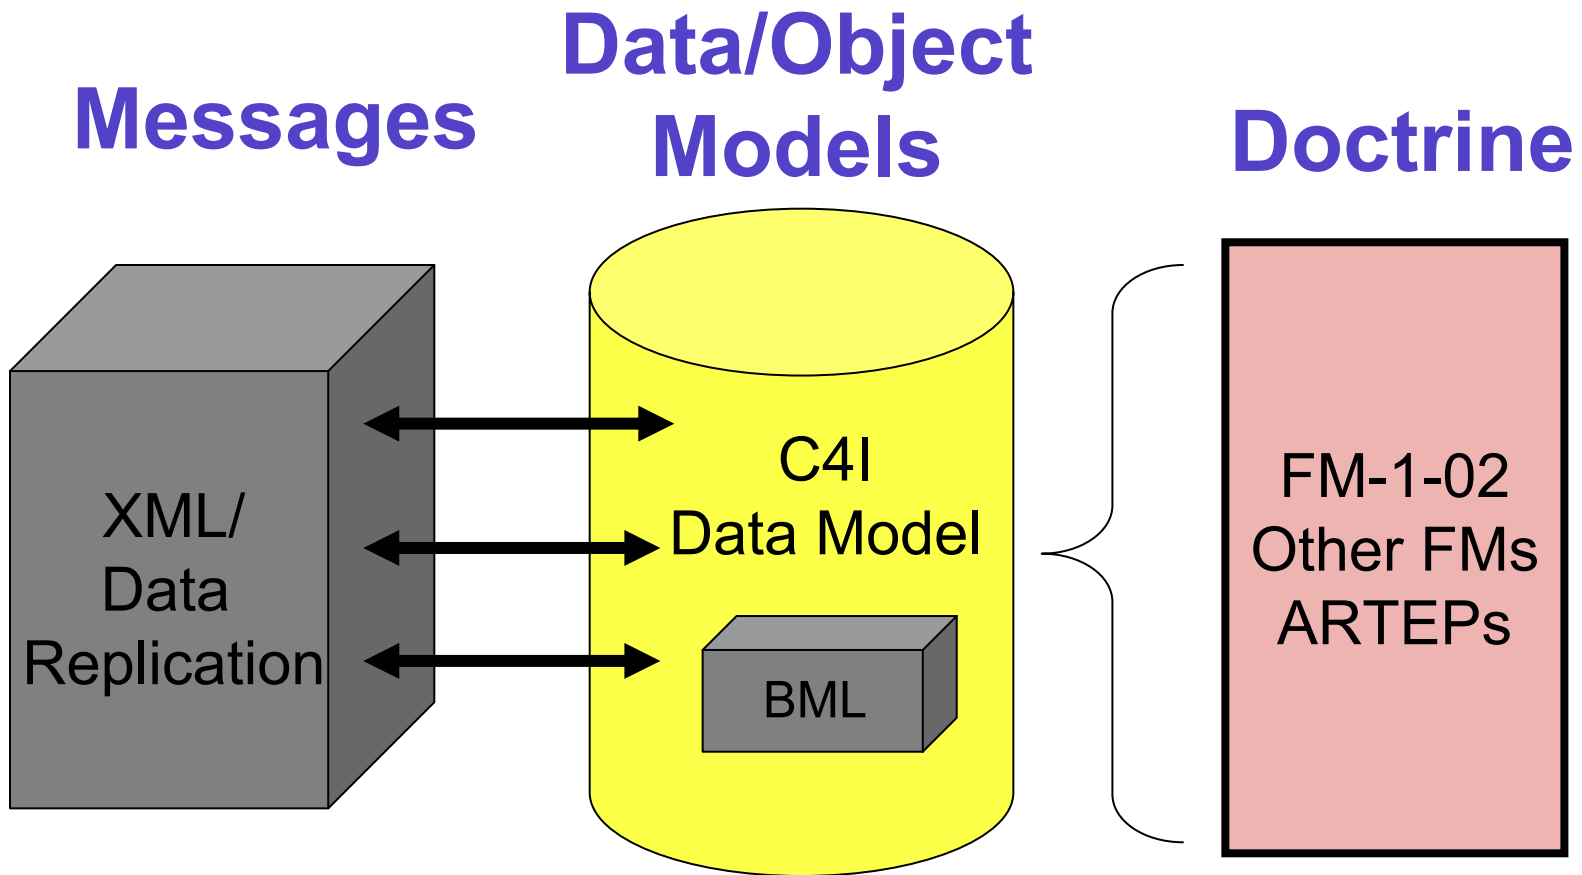 Messages
Data/Object
Models
Doctrine
XML/
Data
Replication
C4I
Data Model
BML
FM-1-02
Other FMs
ARTEPs